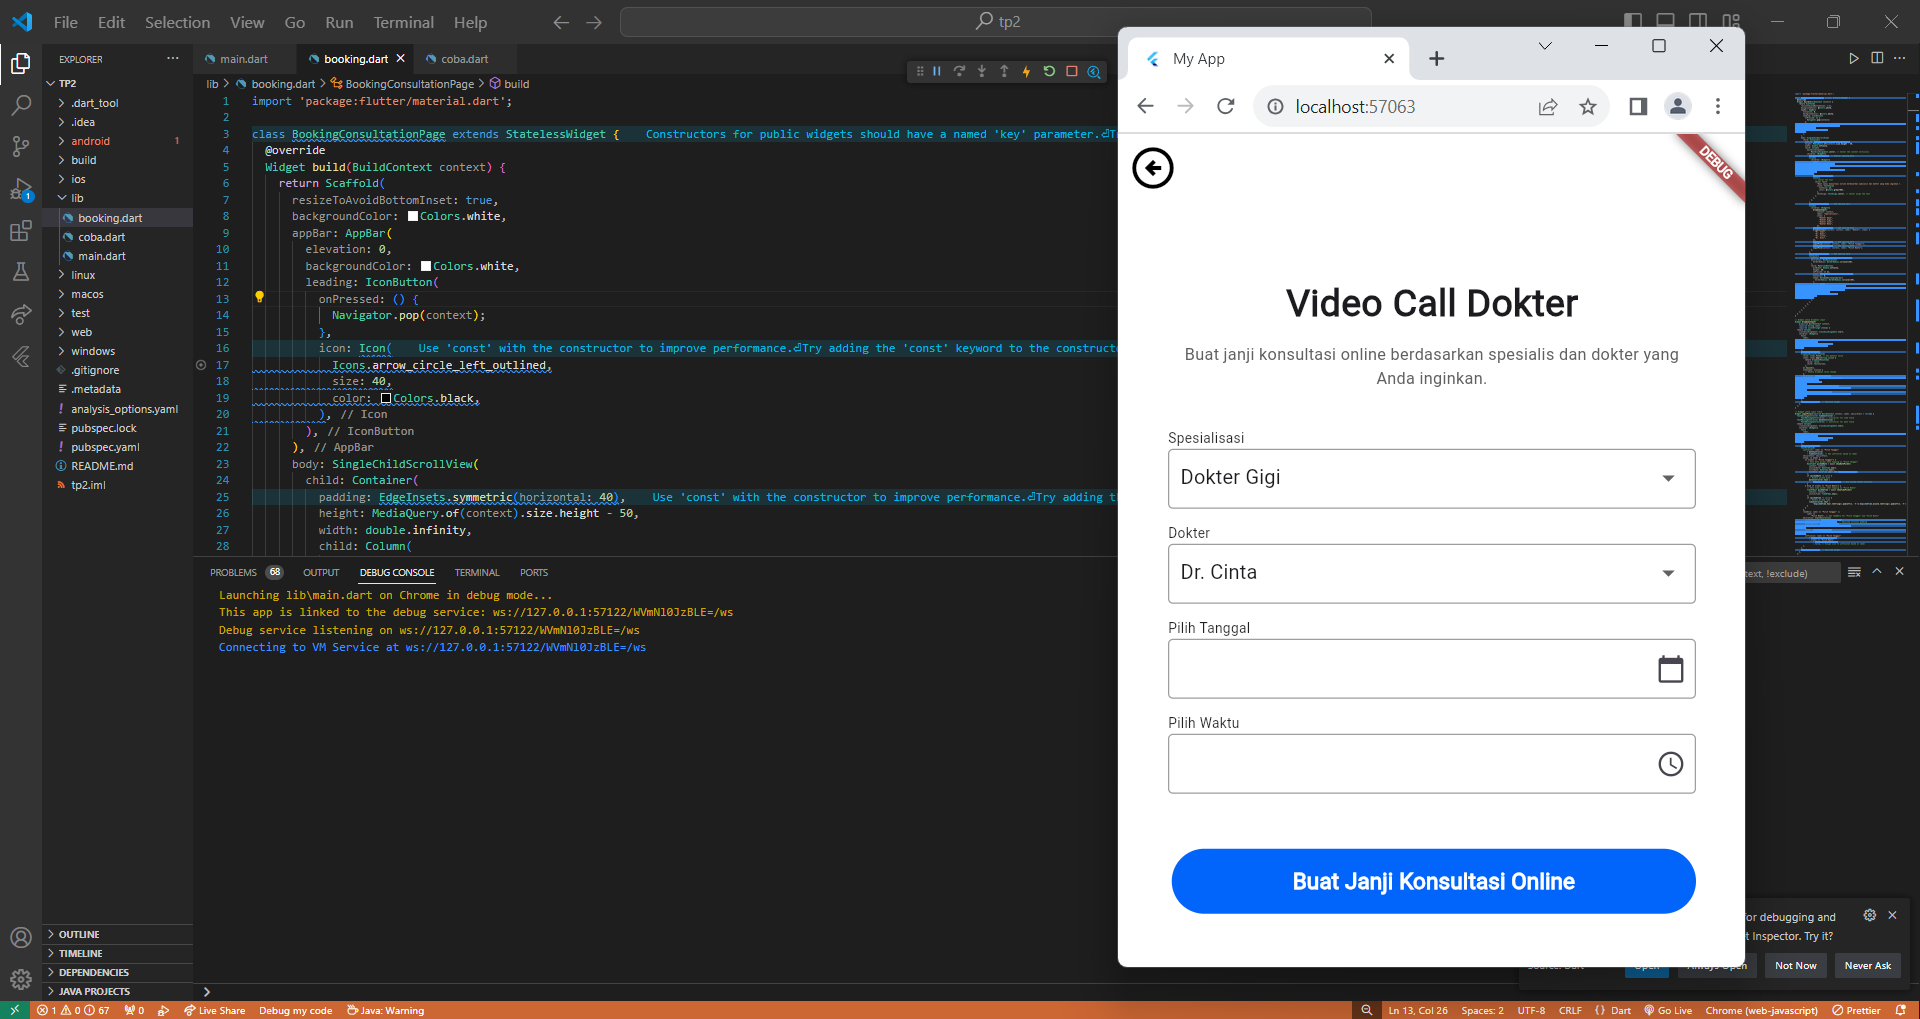 File Edit Selection View Go Run Terminal Help
tp2
EXPLORER
TP2
.dart_tool
.idea
android 1
build
ios
lib
booking.dart
coba.dart
main.dart
linux
macos
test
web
windows
.gitignore
.metadata
analysis_options.yaml
pubspec.lock
pubspec.yaml
README.md
tp2.iml
OUTLINE
TIMELINE
DEPENDENCIES
JAVA PROJECTS
main.dart booking.dart coba.dart
lib > booking.dart > BookingConsultationPage > build
1 import 'package:flutter/material.dart';
2
3 class BookingConsultationPage extends StatelessWidget { Constructors for public widgets should have a named 'key' parameter.
4 @override
5 Widget build(BuildContext context) {
6 return Scaffold(
7 resizeToAvoidBottomInset: true,
8 backgroundColor: Colors.white,
9 appBar: AppBar(
10 elevation: 0,
11 backgroundColor: Colors.white,
12 leading: IconButton(
13 onPressed: () {
14 Navigator.pop(context);
15 },
16 icon: Icon( Use 'const' with the constructor to improve performance.⏎Try adding the 'const' keyword to the constructo
17 Icons.arrow_circle_left_outlined,
18 size: 40,
19 color: Colors.black,
20 ), // Icon
21 ), // IconButton
22 ), // AppBar
23 body: SingleChildScrollView(
24 child: Container(
25 padding: EdgeInsets.symmetric(horizontal: 40), Use 'const' with the constructor to improve performance.⏎Try adding th
26 height: MediaQuery.of(context).size.height - 50,
27 width: double.infinity,
28 child: Column(
PROBLEMS 68 OUTPUT DEBUG CONSOLE TERMINAL PORTS
text, !exclude)
Launching lib\main.dart on Chrome in debug mode...
This app is linked to the debug service: ws://127.0.0.1:57122/WVmNl0JzBLE=/ws
Debug service listening on ws://127.0.0.1:57122/WVmNl0JzBLE=/ws
Connecting to VM Service at ws://127.0.0.1:57122/WVmNl0JzBLE=/ws
My App
localhost:57063
DEBUG
Video Call Dokter
Buat janji konsultasi online berdasarkan spesialis dan dokter yang
Anda inginkan.
Spesialisasi
Dokter Gigi
Dokter
Dr. Cinta
Pilih Tanggal
Pilih Waktu
Buat Janji Konsultasi Online
for debugging and
t Inspector. Try it?
Not Now Never Ask
1 0 67 0 Live Share Debug my code Java: Warning
Ln 13, Col 26 Spaces: 2 UTF-8 CRLF {} Dart Go Live Chrome (web-javascript) Prettier